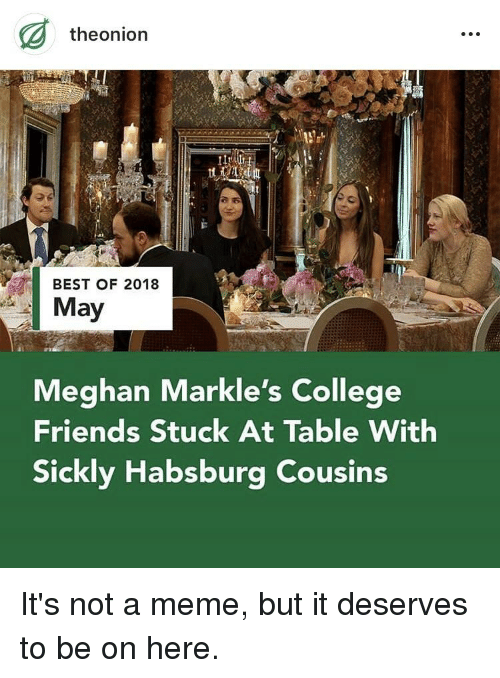 theonion
BEST OF 2018
May
Meghan Markle's College
Friends Stuck At Table With
Sickly Habsburg Cousins
It's not a meme, but it deserves
to be on here.